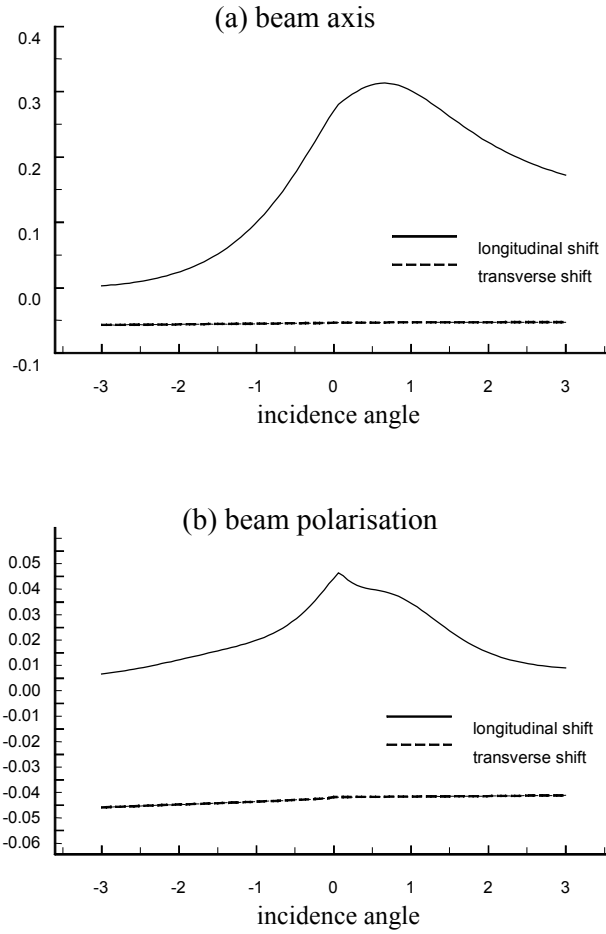 (a) beam axis
0.4
0.3
0.2
0.1
0.0
-0.1
longitudinal shift
transverse shift
-3 -2 -1 0 1 2 3
incidence angle
(b) beam polarisation
0.05
0.04
0.03
0.02
0.01
0.00
-0.01
-0.02
-0.03
-0.04
-0.05
-0.06
longitudinal shift
transverse shift
-3 -2 -1 0 1 2 3
incidence angle